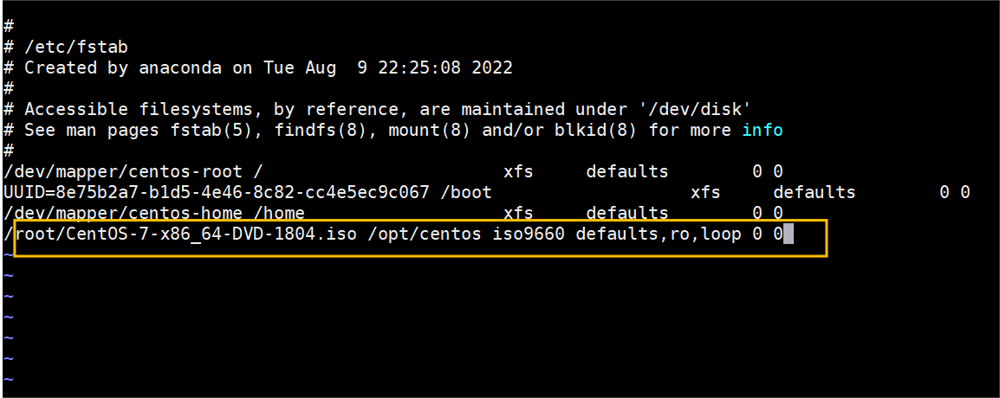 #
# /etc/fstab
# Created by anaconda on Tue Aug  9 22:25:08 2022
#
# Accessible filesystems, by reference, are maintained under '/dev/disk'
# See man pages fstab(5), findfs(8), mount(8) and/or blkid(8) for more info
#
/dev/mapper/centos-root /                       xfs     defaults        0 0
UUID=8e75b2a7-b1d5-4e46-8c82-cc4e5ec9c067 /boot                   xfs     defaults        0 0
/dev/mapper/centos-home /home                   xfs     defaults        0 0
/root/CentOS-7-x86_64-DVD-1804.iso /opt/centos iso9660 defaults,ro,loop 0 0
~
~
~
~
~
~
~